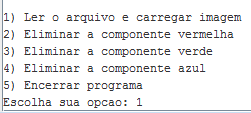 1) Ler o arquivo e carregar imagem
2) Eliminar a componente vermelha
3) Eliminar a componente verde
4) Eliminar a componente azul
5) Encerrar programa
Escolha sua opcao: 1